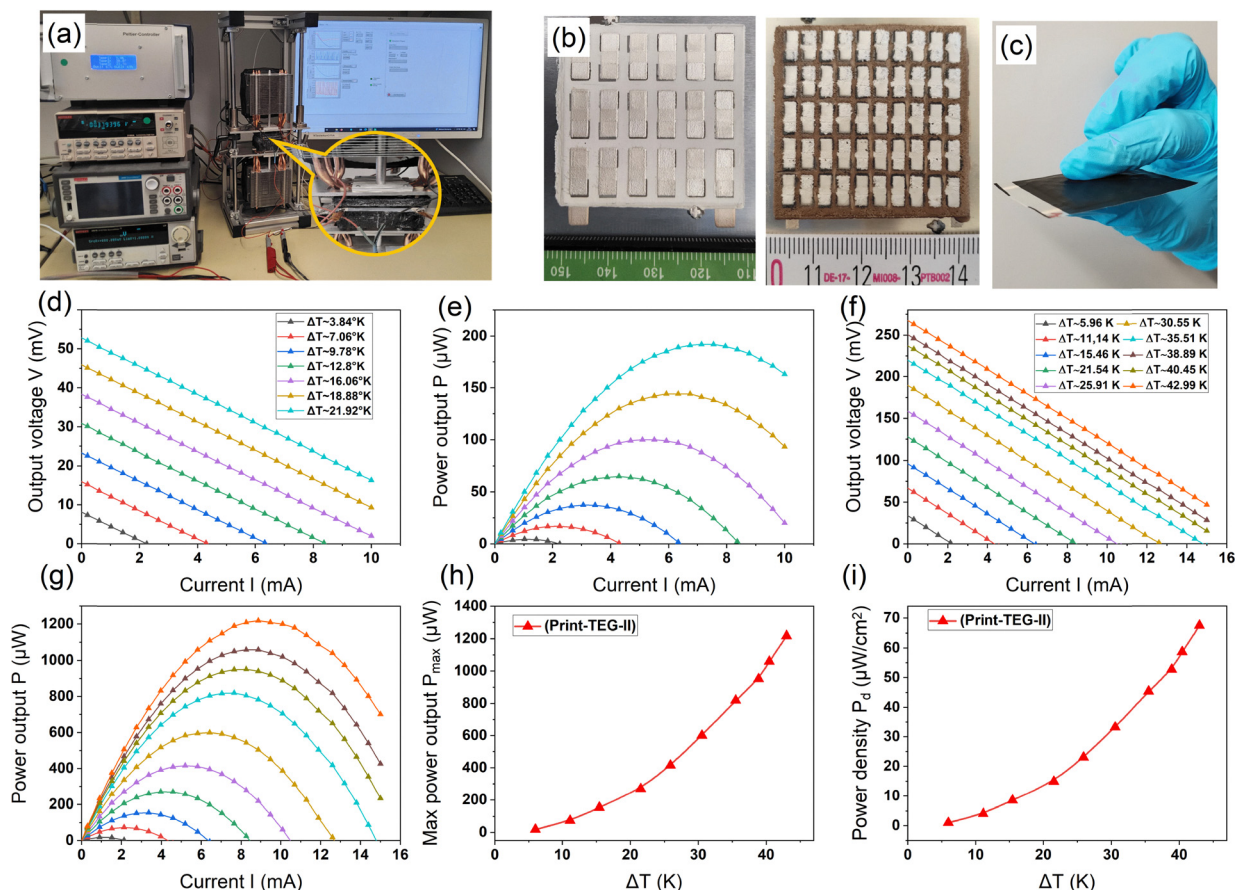 (a)
Peltier-Controller
(b)
150
140
130
120
110
0
11
DE-17-
12
MI008-
13
PTB002
14
(c)
(d)
Output voltage V (mV)
50
40
30
20
10
0
ΔT~3.84°K
ΔT~7.06°K
ΔT~9.78°K
ΔT~12.8°K
ΔT~16.06°K
ΔT~18.88°K
ΔT~21.92°K
0 2 4 6 8 10
Current I (mA)
(e)
Power output P (µW)
200
150
100
50
0
0 2 4 6 8 10
Current I (mA)
(f)
Output voltage V (mV)
250
200
150
100
50
0
ΔT~5.96 K
ΔT~11,14 K
ΔT~15.46 K
ΔT~21.54 K
ΔT~25.91 K
ΔT~30.55 K
ΔT~35.51 K
ΔT~38.89 K
ΔT~40.45 K
ΔT~42.99 K
0 2 4 6 8 10 12 14 16
Current I (mA)
(g)
Power output P (µW)
1200
1000
800
600
400
200
0
0 2 4 6 8 10 12 14 16
Current I (mA)
(h)
Max power output Pmax (µW)
1400
1200
1000
800
600
400
200
0
(Print-TEG-II)
0 10 20 30 40
ΔT (K)
(i)
Power density Pd (µW/cm²)
70
60
50
40
30
20
10
0
(Print-TEG-II)
0 10 20 30 40
ΔT (K)